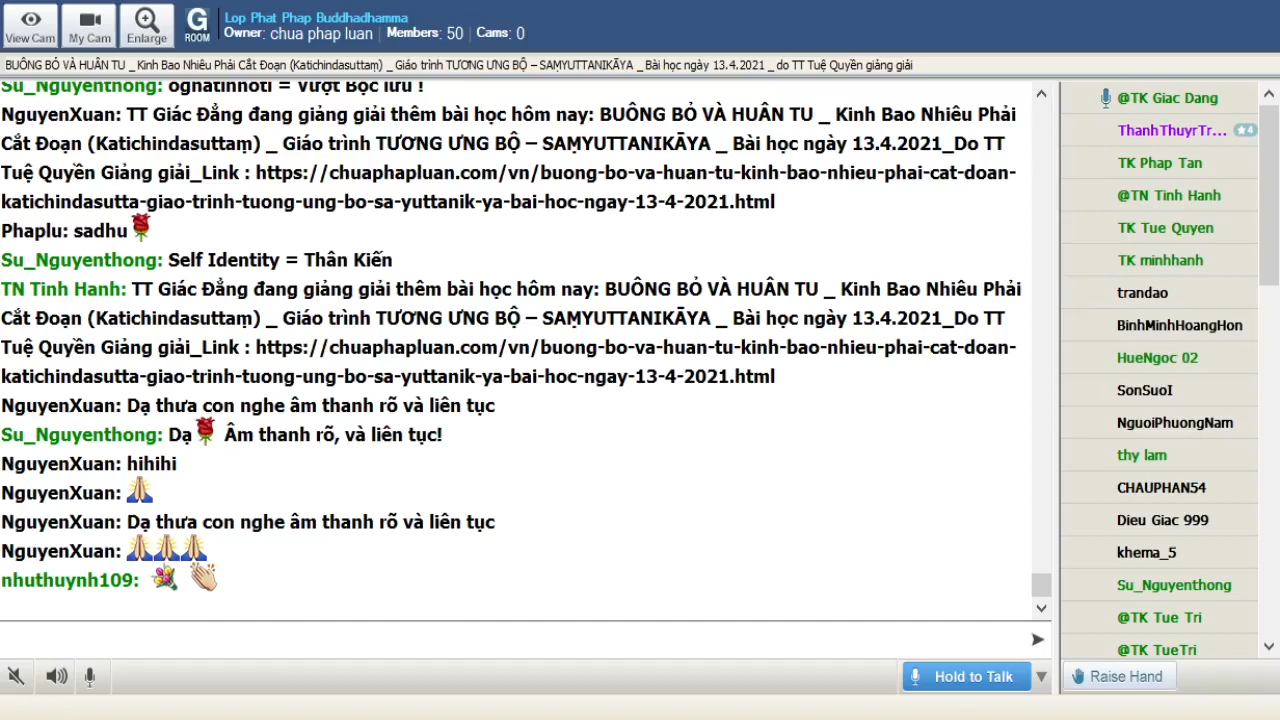 View Cam
My Cam
Enlarge
G
ROOM
Lop Phat Phap Buddhadhamma
Owner: chua phap luan | Members: 50 | Cams: 0
BUÔNG BỎ VÀ HUÂN TU _ Kinh Bao Nhiêu Phải Cắt Đoạn (Katichindasuttaṃ) _ Giáo trình TƯƠNG ƯNG BỘ – SAṂYUTTANIKĀYA _ Bài học ngày 13.4.2021 _ do TT Tuệ Quyền giảng giải
Su_Nguyenthong: oghatinnoti = Vượt Bộc lưu !
NguyenXuan: TT Giác Đẳng đang giảng giải thêm bài học hôm nay: BUÔNG BỎ VÀ HUÂN TU _ Kinh Bao Nhiêu Phải
Cắt Đoạn (Katichindasuttaṃ) _ Giáo trình TƯƠNG ƯNG BỘ – SAṂYUTTANIKĀYA _ Bài học ngày 13.4.2021_Do TT
Tuệ Quyền Giảng giải_Link : https://chuaphapluan.com/vn/buong-bo-va-huan-tu-kinh-bao-nhieu-phai-cat-doan-
katichindasutta-giao-trinh-tuong-ung-bo-sa-yuttanik-ya-bai-hoc-ngay-13-4-2021.html
Phaplu: sadhu
Su_Nguyenthong: Self Identity = Thân Kiến
TN Tinh Hanh: TT Giác Đẳng đang giảng giải thêm bài học hôm nay: BUÔNG BỎ VÀ HUÂN TU _ Kinh Bao Nhiêu Phải
Cắt Đoạn (Katichindasuttaṃ) _ Giáo trình TƯƠNG ƯNG BỘ – SAṂYUTTANIKĀYA _ Bài học ngày 13.4.2021_Do TT
Tuệ Quyền Giảng giải_Link : https://chuaphapluan.com/vn/buong-bo-va-huan-tu-kinh-bao-nhieu-phai-cat-doan-
katichindasutta-giao-trinh-tuong-ung-bo-sa-yuttanik-ya-bai-hoc-ngay-13-4-2021.html
NguyenXuan: Dạ thưa con nghe âm thanh rõ và liên tục
Su_Nguyenthong: Dạ Âm thanh rõ, và liên tục!
NguyenXuan: hihihi
NguyenXuan:
NguyenXuan: Dạ thưa con nghe âm thanh rõ và liên tục
NguyenXuan:
nhuthuynh109:
@TK Giac Dang
ThanhThuyrTr... ★4
TK Phap Tan
@TN Tinh Hanh
TK Tue Quyen
TK minhhanh
trandao
BinhMinhHoangHon
HueNgoc 02
SonSuoI
NguoiPhuongNam
thy lam
CHAUPHAN54
Dieu Giac 999
khema_5
Su_Nguyenthong
@TK Tue Tri
@TK TueTri
Hold to Talk
Raise Hand